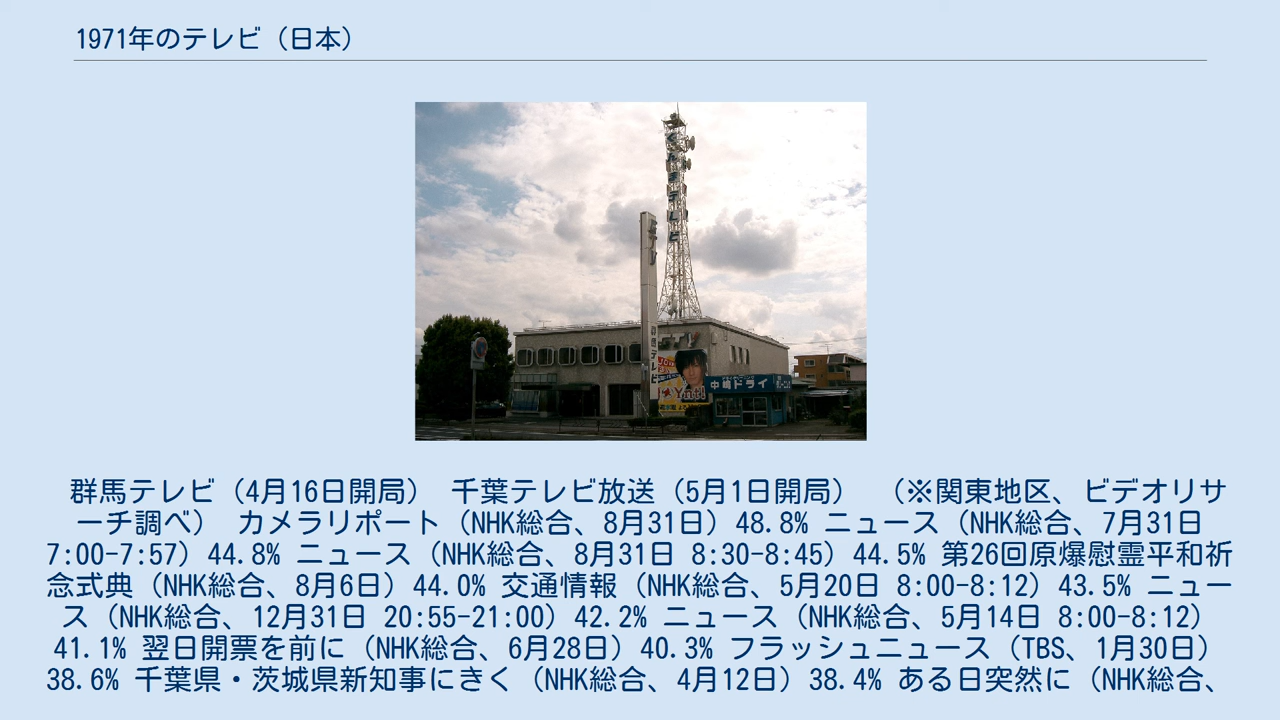 1971年のテレビ（日本）
ぐんまテレビ
群馬テレビ
中嶋ドライ
群馬テレビ（4月16日開局）　千葉テレビ放送（5月1日開局）　（※関東地区、ビデオリサ
ーチ調べ）　カメラリポート（NHK総合、8月31日）48.8% ニュース（NHK総合、7月31日
7:00-7:57）44.8% ニュース（NHK総合、8月31日 8:30-8:45）44.5% 第26回原爆慰霊平和祈
念式典（NHK総合、8月6日）44.0% 交通情報（NHK総合、5月20日 8:00-8:12）43.5% ニュー
ス（NHK総合、12月31日 20:55-21:00）42.2% ニュース（NHK総合、5月14日 8:00-8:12）
41.1% 翌日開票を前に（NHK総合、6月28日）40.3% フラッシュニュース（TBS、1月30日）
38.6% 千葉県・茨城県新知事にきく（NHK総合、4月12日）38.4% ある日突然に（NHK総合、